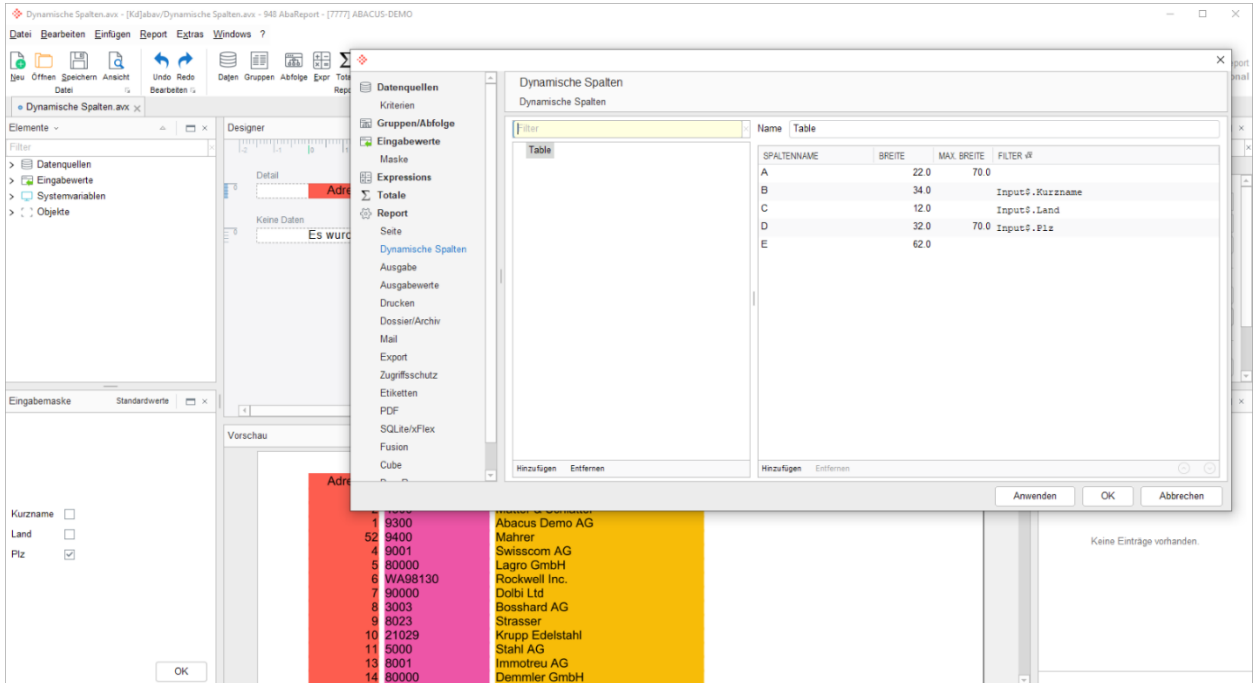 Dynamische Spalten.avx - [Kd]abav/Dynamische Spalten.avx - 948 AbaReport - [7777] ABACUS-DEMO
Datei Bearbeiten Einfügen Report Extras Windows ?
Neu Öffnen Speichern Ansicht Undo Redo Daten Gruppen Abfolge Expr
Datei Bearbeiten
Dynamische Spalten.avx
Elemente
Filter
Datenquellen
Eingabewerte
Systemvariablen
Objekte
Designer
Detail
Keine Daten
Es
Datenquellen
Kriterien
Gruppen/Abfolge
Eingabewerte
Maske
Expressions
Σ Totale
Report
Seite
Dynamische Spalten
Ausgabe
Ausgabewerte
Drucken
Dossier/Archiv
Mail
Export
Zugriffsschutz
Etiketten
PDF
SQLite/xFlex
Fusion
Cube
Dynamische Spalten
Dynamische Spalten
Filter
Table
Hinzufügen Entfernen
Name Table
SPALTENNAME BREITE MAX. BREITE FILTER
A 22.0 70.0
B 34.0 Input$.Kurzname
C 12.0 Input$.Land
D 32.0 70.0 Input$.Plz
E 62.0
Hinzufügen Entfernen
Anwenden OK Abbrechen
Eingabemaske Standardwerte
Kurzname
Land
Plz
OK
Vorschau
1 9300 Abacus Demo AG
52 9400 Mahrer
4 9001 Swisscom AG
5 80000 Lagro GmbH
6 WA98130 Rockwell Inc.
7 90000 Dolbi Ltd
8 3003 Bosshard AG
9 8023 Strasser
10 21029 Krupp Edelstahl
11 5000 Stahl AG
13 8001 Immotreu AG
14 80000 Demmler GmbH
Keine Einträge vorhanden.